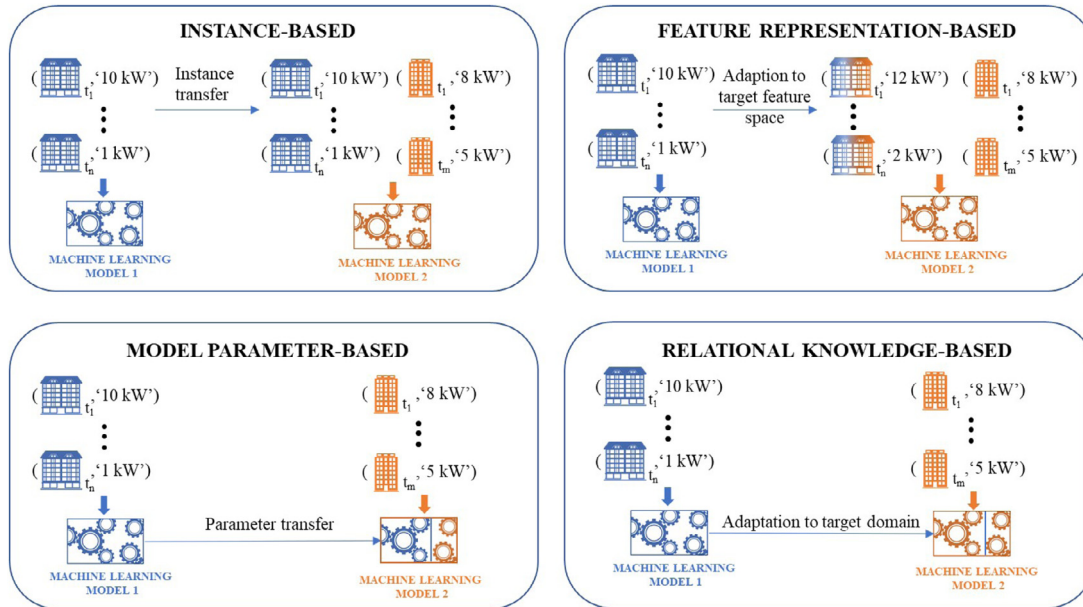 INSTANCE-BASED
( t1 ,‘10 kW’)
Instance
transfer
( t1 ,‘10 kW’)
( t1 ,‘8 kW’)
( tn ,‘1 kW’)
( tn ,‘1 kW’)
( tm ,‘5 kW’)
MACHINE LEARNING
MODEL 1
MACHINE LEARNING
MODEL 2
FEATURE REPRESENTATION-BASED
( t1 ,‘10 kW’)
Adaption to
target feature
space
( t1 ,‘12 kW’)
( t1 ,‘8 kW’)
( tn ,‘1 kW’)
( tn ,‘2 kW’)
( tm ,‘5 kW’)
MACHINE LEARNING
MODEL 1
MACHINE LEARNING
MODEL 2
MODEL PARAMETER-BASED
( t1 ,‘10 kW’)
( t1 ,‘8 kW’)
( tn ,‘1 kW’)
( tm ,‘5 kW’)
Parameter transfer
MACHINE LEARNING
MODEL 1
MACHINE LEARNING
MODEL 2
RELATIONAL KNOWLEDGE-BASED
( t1 ,‘10 kW’)
( t1 ,‘8 kW’)
( tn ,‘1 kW’)
( tm ,‘5 kW’)
Adaptation to target domain
MACHINE LEARNING
MODEL 1
MACHINE LEARNING
MODEL 2